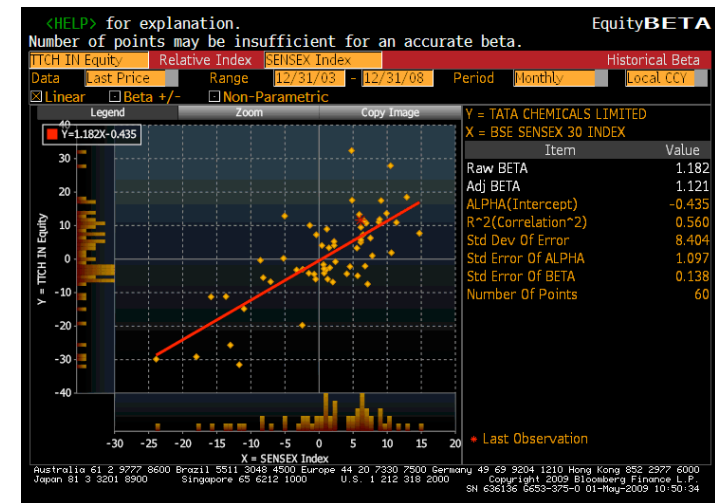 <HELP> for explanation.
EquityBETA
Number of points may be insufficient for an accurate beta.
TTCH IN Equity Relative Index SENSEX Index Historical Beta
Data Last Price Range 12/31/03 - 12/31/08 Period Monthly Local CCY
Linear Beta +/- Non-Parametric
Legend Zoom Copy Image
Y = TATA CHEMICALS LIMITED
X = BSE SENSEX 30 INDEX
Item Value
Raw BETA 1.182
Adj BETA 1.121
ALPHA(Intercept) -0.435
R^2(Correlation^2) 0.560
Std Dev Of Error 8.404
Std Error Of ALPHA 1.097
Std Error Of BETA 0.138
Number Of Points 60
Last Observation
Y=1.182X-0.435
Y = TTCH IN Equity
40
30
20
10
0
-10
-20
-30
-40
-30 -25 -20 -15 -10 -5 0 5 10 15 20
X = SENSEX Index
Australia 61 2 9777 8600 Brazil 5511 3048 4500 Europe 44 20 7330 7500 Germany 49 69 9204 1210 Hong Kong 852 2977 6000
Japan 81 3 3201 8900 Singapore 65 6212 1000 U.S. 1 212 318 2000 Copyright 2009 Bloomberg Finance L.P.
SN 636136 G653-375-0 01-May-2009 10:50:34